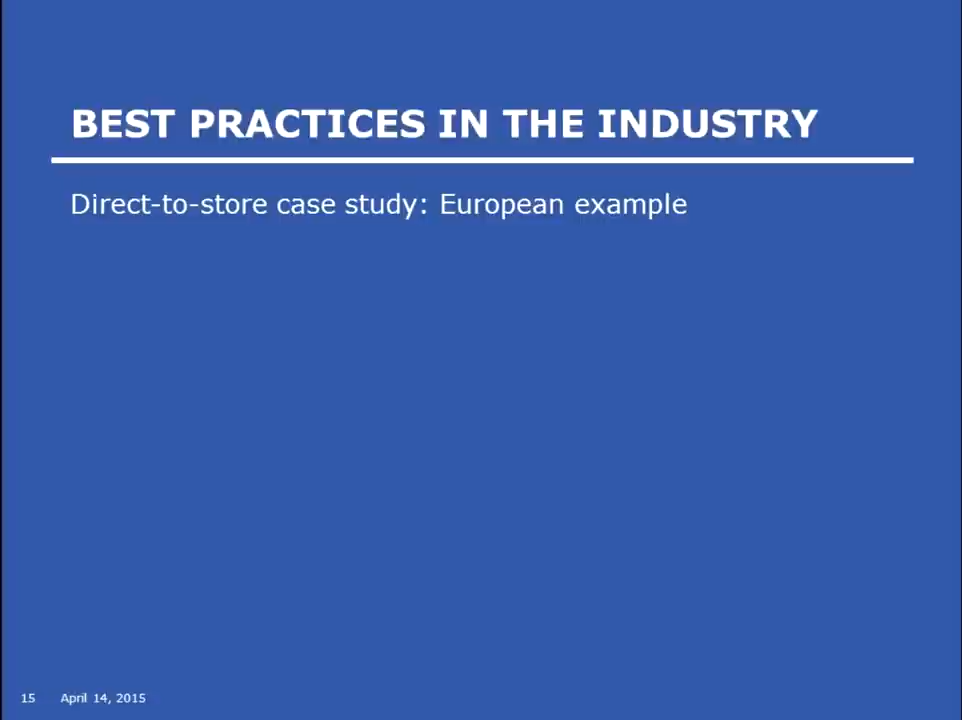 BEST PRACTICES IN THE INDUSTRY
Direct-to-store case study: European example
15 April 14, 2015